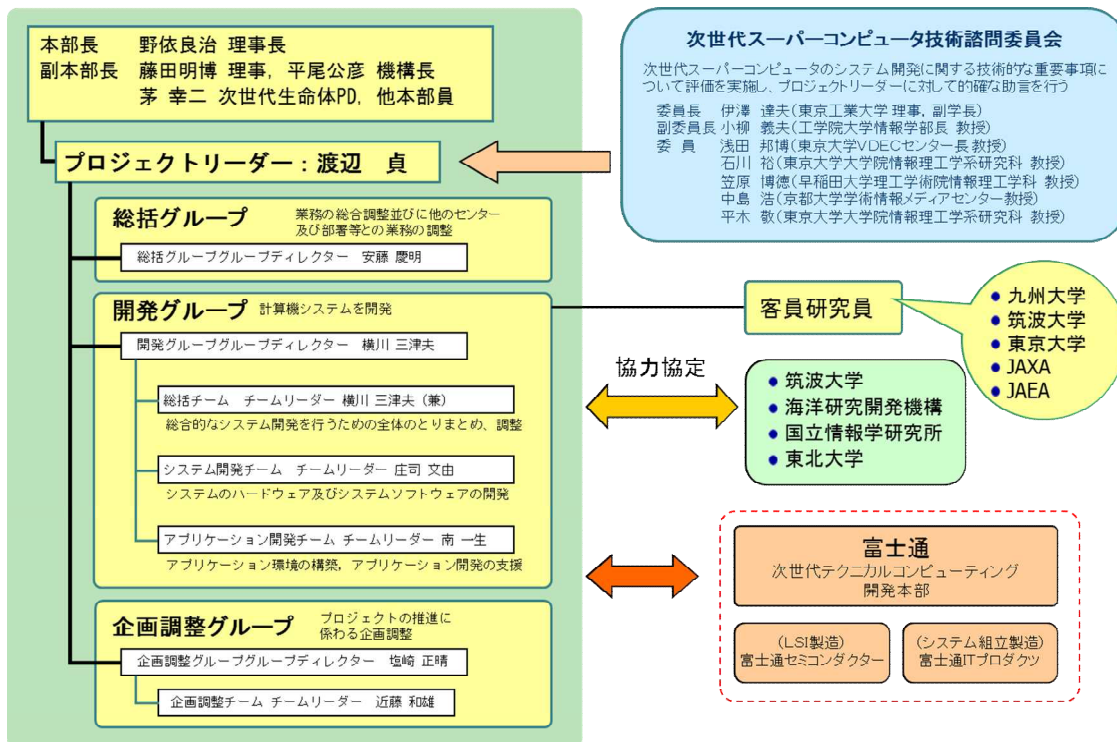 本部長　野依良治 理事長
副本部長　藤田明博 理事, 平尾公彦 機構長
茅 幸二 次世代生命体PD, 他本部員
プロジェクトリーダー：渡辺　貞
総括グループ
業務の総合調整並びに他のセンター
及び部署等との業務の調整
総括グループグループディレクター　安藤 慶明
開発グループ
計算機システムを開発
開発グループグループディレクター　横川 三津夫
総括チーム　チームリーダー 横川 三津夫（兼）
総合的なシステム開発を行うための全体のとりまとめ、調整
システム開発チーム　チームリーダー 庄司 文由
システムのハードウェア及びシステムソフトウェアの開発
アプリケーション開発チーム チームリーダー 南 一生
アプリケーション環境の構築，アプリケーション開発の支援
企画調整グループ
プロジェクトの推進に
係わる企画調整
企画調整グループグループディレクター　塩崎 正晴
企画調整チーム チームリーダー　近藤 和雄
次世代スーパーコンピュータ技術諮問委員会
次世代スーパーコンピュータのシステム開発に関する技術的な重要事項に
ついて評価を実施し、プロジェクトリーダーに対して的確な助言を行う
委員長　伊澤 達夫(東京工業大学 理事, 副学長)
副委員長 小柳 義夫(工学院大学情報学部長 教授)
委 員　浅田 邦博(東京大学VDECセンター長 教授)
石川 裕(東京大学大学院情報理工学系研究科 教授)
笠原 博徳(早稲田大学理工学術院情報理工学科 教授)
中島 浩(京都大学学術情報メディアセンター教授)
平木 敬(東京大学大学院情報理工学系研究科 教授)
客員研究員
● 九州大学
● 筑波大学
● 東京大学
● JAXA
● JAEA
協力協定
● 筑波大学
● 海洋研究開発機構
● 国立情報学研究所
● 東北大学
富士通
次世代テクニカルコンピューティング
開発本部
(LSI製造)
富士通セミコンダクター
(システム組立製造)
富士通ITプロダクツ